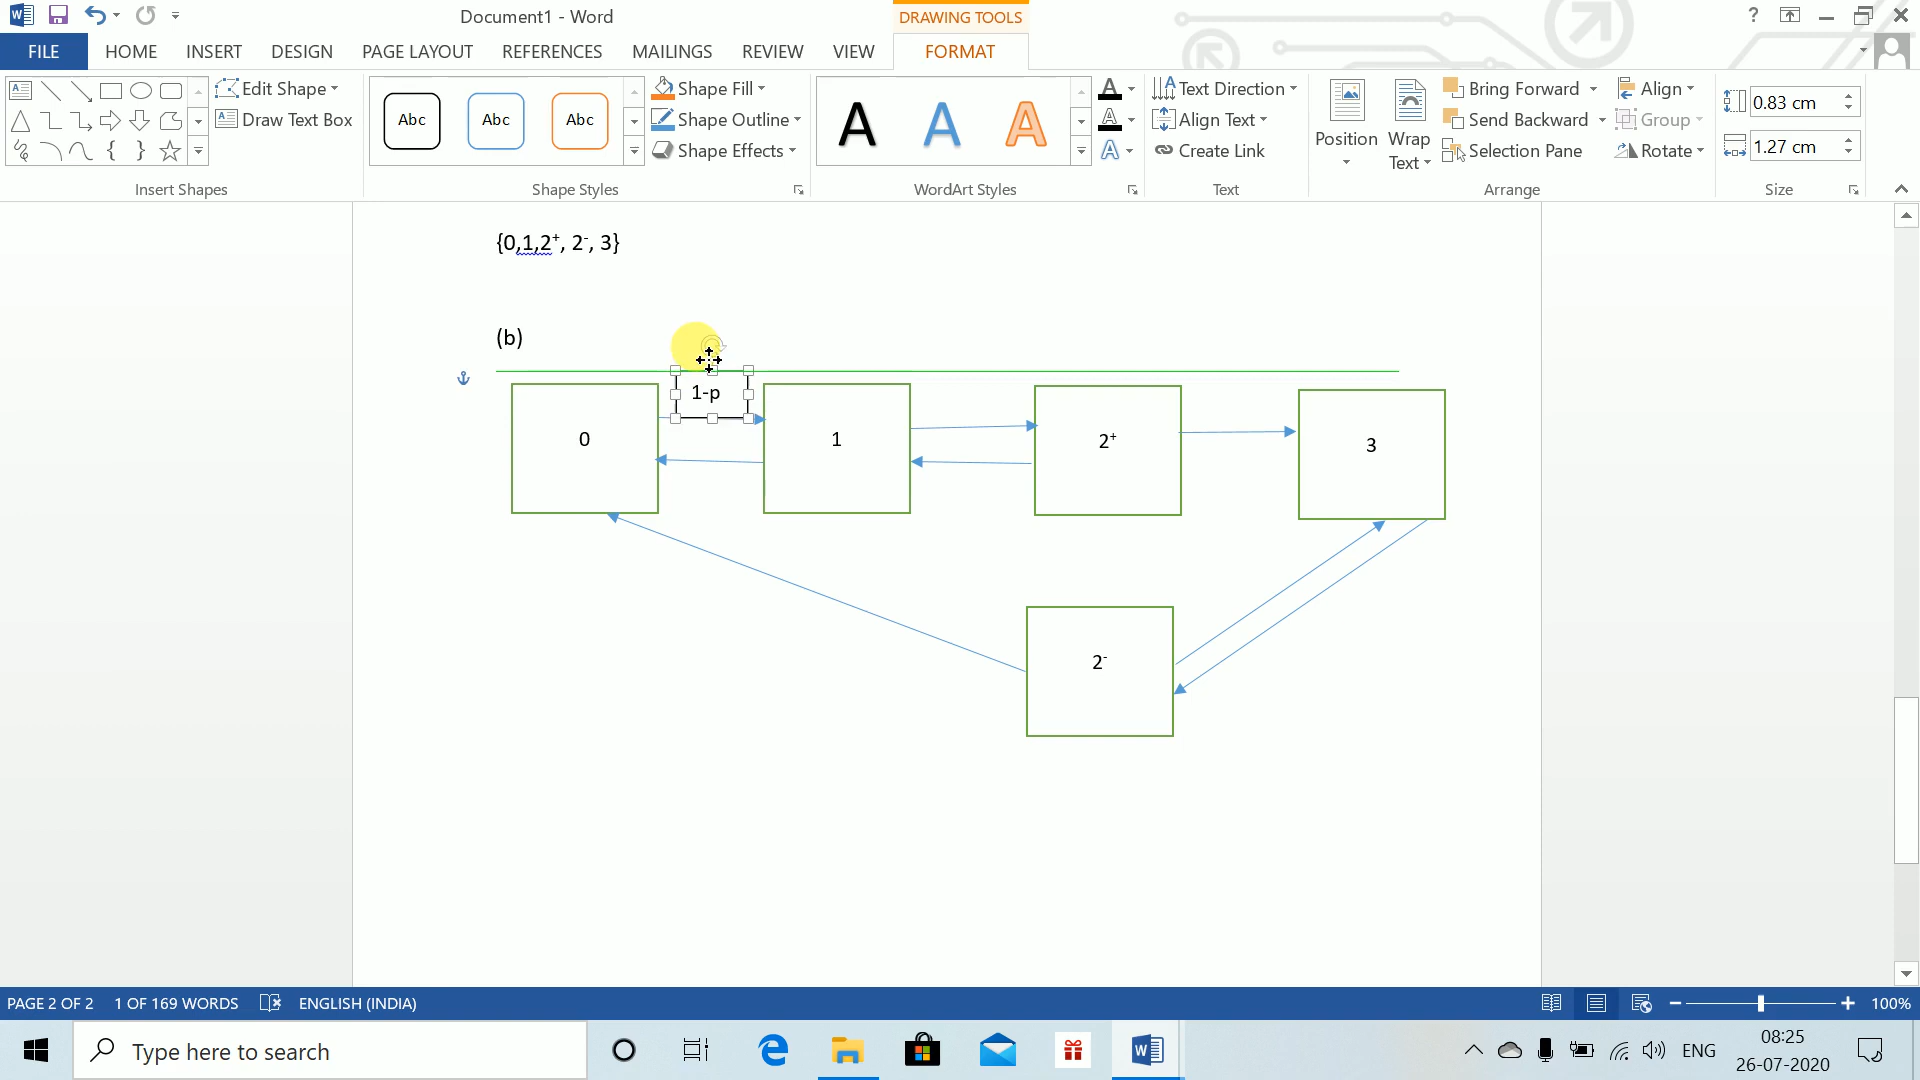 Document1 - Word
DRAWING TOOLS
?
FILE
HOME
INSERT
DESIGN
PAGE LAYOUT
REFERENCES
MAILINGS
REVIEW
VIEW
FORMAT
Edit Shape
Draw Text Box
Insert Shapes
Abc
Abc
Abc
Shape Fill
Shape Outline
Shape Effects
Shape Styles
A
A
A
WordArt Styles
A
A
A
Text Direction
Align Text
Create Link
Text
Position
Wrap
Text
Bring Forward
Send Backward
Selection Pane
Align
Group
Rotate
Arrange
0.83 cm
1.27 cm
Size
{0,1,2⁺, 2⁻, 3}
(b)
1-p
0
1
2⁺
3
2⁻
PAGE 2 OF 2
1 OF 169 WORDS
ENGLISH (INDIA)
100%
Type here to search
ENG
08:25
26-07-2020